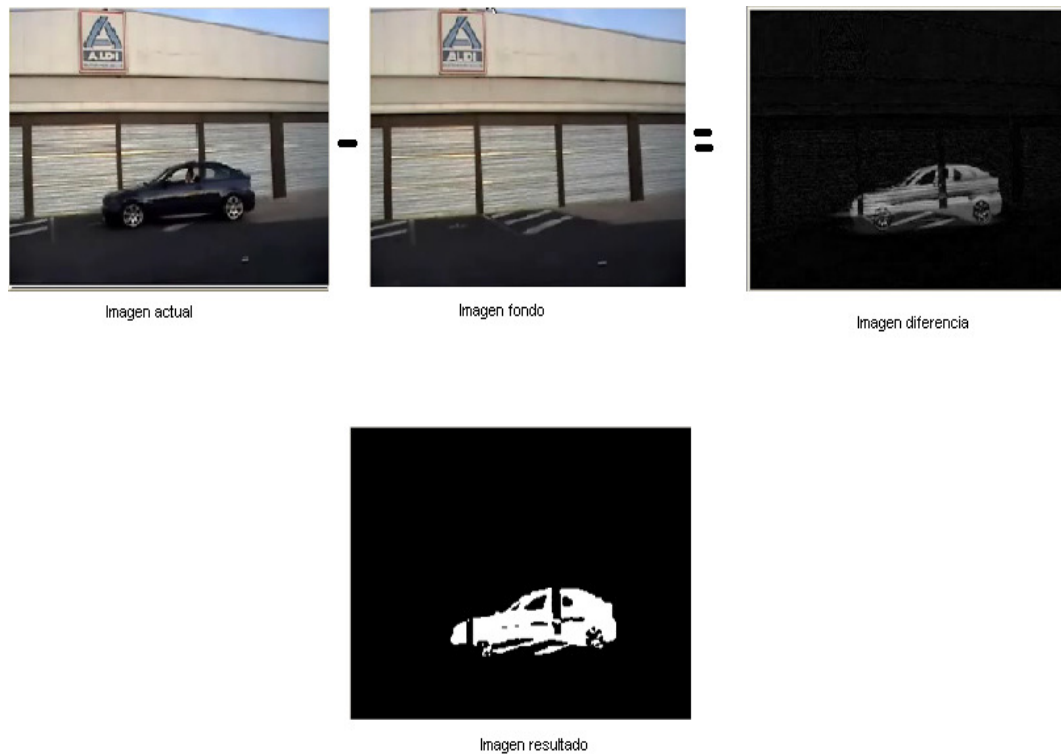 ALDI
ALDI
Imagen actual
Imagen fondo
Imagen diferencia
Imagen resultado